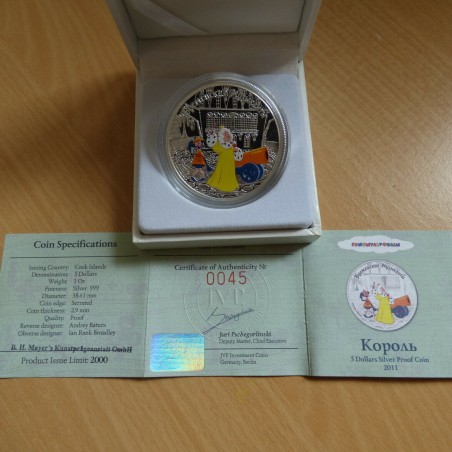 Coin Specifications
Issuing Country: Cook Islands
Denomination: 5 Dollars
Weight: 1 Oz
Fineness: Silver .999
Diameter: 38.61 mm
Coin edge: Serrated
Coin thickness: 2.9 mm
Quality: Proof
Reverse designer: Andrey Batura
Obverse designer: Ian Rank Broadley
B. H. Mayer's Kunstprägeanstalt GmbH
Product Issue Limit: 2000
Certificate of Authenticity №
0045
JVP
Deputy Master, Chief Executive
JVP Investment Coins
Germany, Berlin
Король
5 Dollars Silver Proof Coin
2011